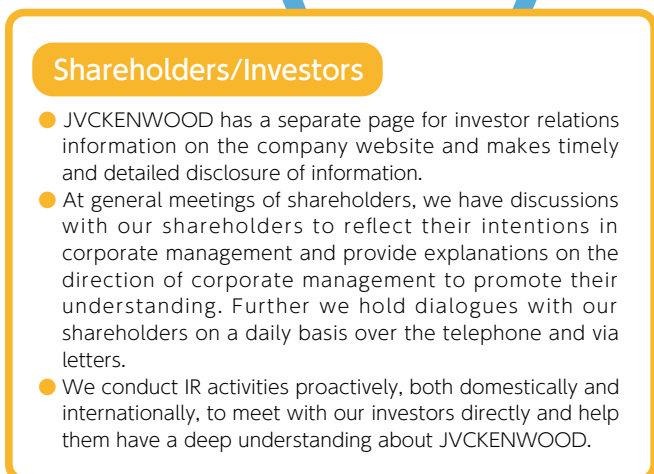 Shareholders/Investors
● JVCKENWOOD has a separate page for investor relations
information on the company website and makes timely
and detailed disclosure of information.
● At general meetings of shareholders, we have discussions
with our shareholders to reflect their intentions in
corporate management and provide explanations on the
direction of corporate management to promote their
understanding. Further we hold dialogues with our
shareholders on a daily basis over the telephone and via
letters.
● We conduct IR activities proactively, both domestically and
internationally, to meet with our investors directly and help
them have a deep understanding about JVCKENWOOD.